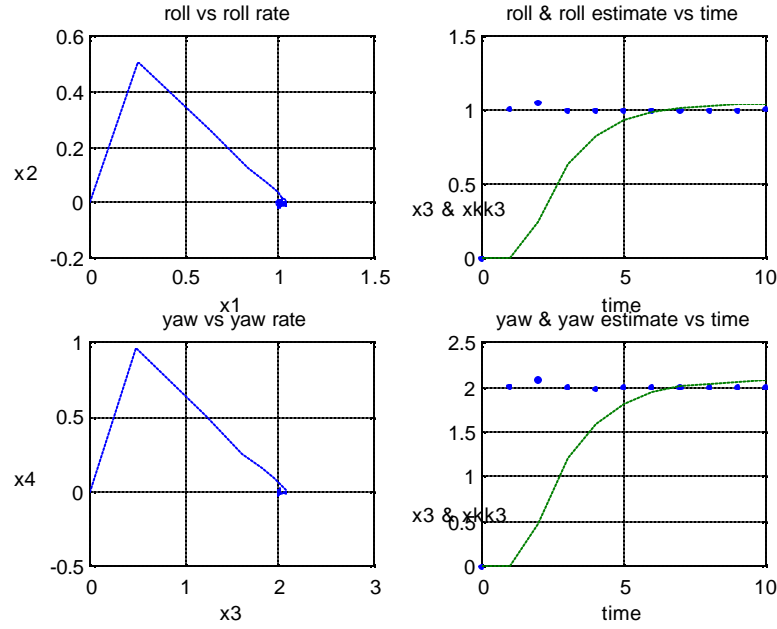 roll vs roll rate
0.6
0.4
0.2
0
-0.2
x2
0 0.5 1 1.5
x1
roll & roll estimate vs time
1.5
1
0.5
0
x3 & xkk3
0 5 10
time
yaw vs yaw rate
1
0.5
0
-0.5
x4
0 1 2 3
x3
yaw & yaw estimate vs time
2.5
2
1.5
1
0.5
0
x3 & xkk3
0 5 10
time